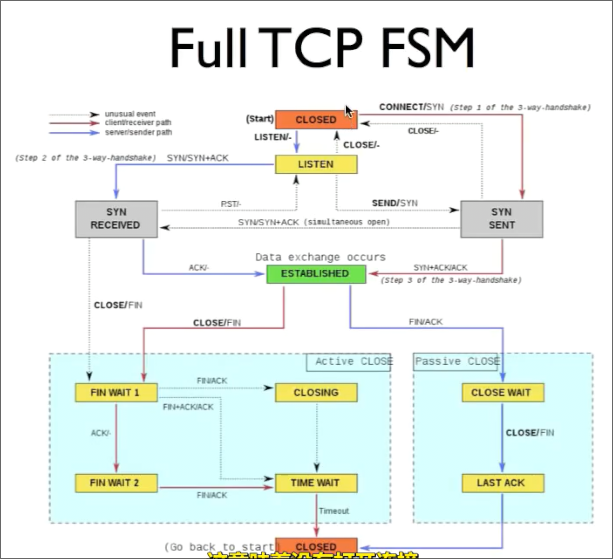 Full TCP FSM
unusual event
client/receiver path
server/sender path
(Start)
CLOSED
CONNECT/SYN (Step 1 of the 3-way-handshake)
CLOSE/-
LISTEN/-
CLOSE/-
(Step 2 of the 3-way-handshake)
SYN/SYN+ACK
LISTEN
RST/-
SEND/SYN
SYN
RECEIVED
SYN/SYN+ACK (simultaneous open)
SYN
SENT
Data exchange occurs
ACK/-
ESTABLISHED
SYN+ACK/ACK
(Step 3 of the 3-way-handshake)
CLOSE/FIN
CLOSE/FIN
FIN/ACK
Active CLOSE
Passive CLOSE
FIN WAIT 1
FIN/ACK
CLOSING
CLOSE WAIT
FIN+ACK/ACK
ACK/-
CLOSE/FIN
FIN WAIT 2
FIN/ACK
TIME WAIT
LAST ACK
Timeout
(Go back to start)
CLOSED